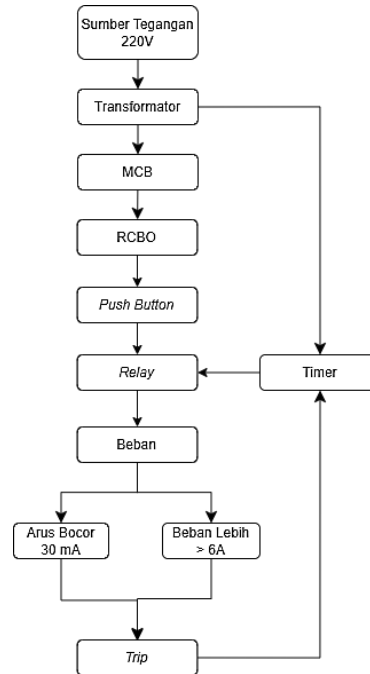 Sumber Tegangan
220V
Transformator
MCB
RCBO
Push Button
Relay
Timer
Beban
Arus Bocor
30 mA
Beban Lebih
> 6A
Trip